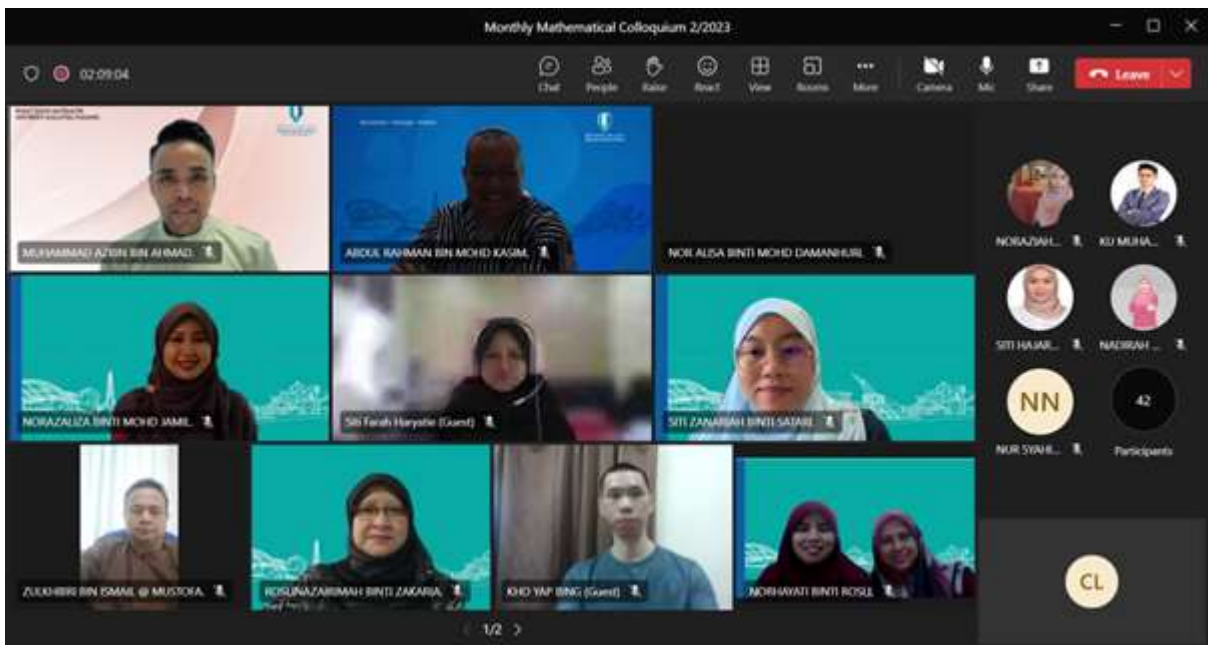 Monthly Mathematical Colloquium 2/2023
02:09:04
Chat People Raise React View Rooms More Camera Mic Share Leave
MUHAMMAD AZRIN BIN AHMAD.
ABDUL RAHMAN BIN MOHD KASIM.
NOR ALISA BINTI MOHD DAMANHURI.
NORAZIAH...
KU MUHA...
NORAZALIZA BINTI MOHD JAMIL.
Siti Farah Haryatie (Guest)
SITI ZANARIAH BINTI SATARI.
SITI HAJAR...
NADIRAH ...
NN
42
NUR SYAHI...
Participants
ZULKHIBRI BIN ISMAIL @ MUSTOFA.
ROSLINAZAIRIMAH BINTI ZAKARIA.
KHO YAP BING (Guest)
NORHAYATI BINTI ROSLI.
CL
1/2